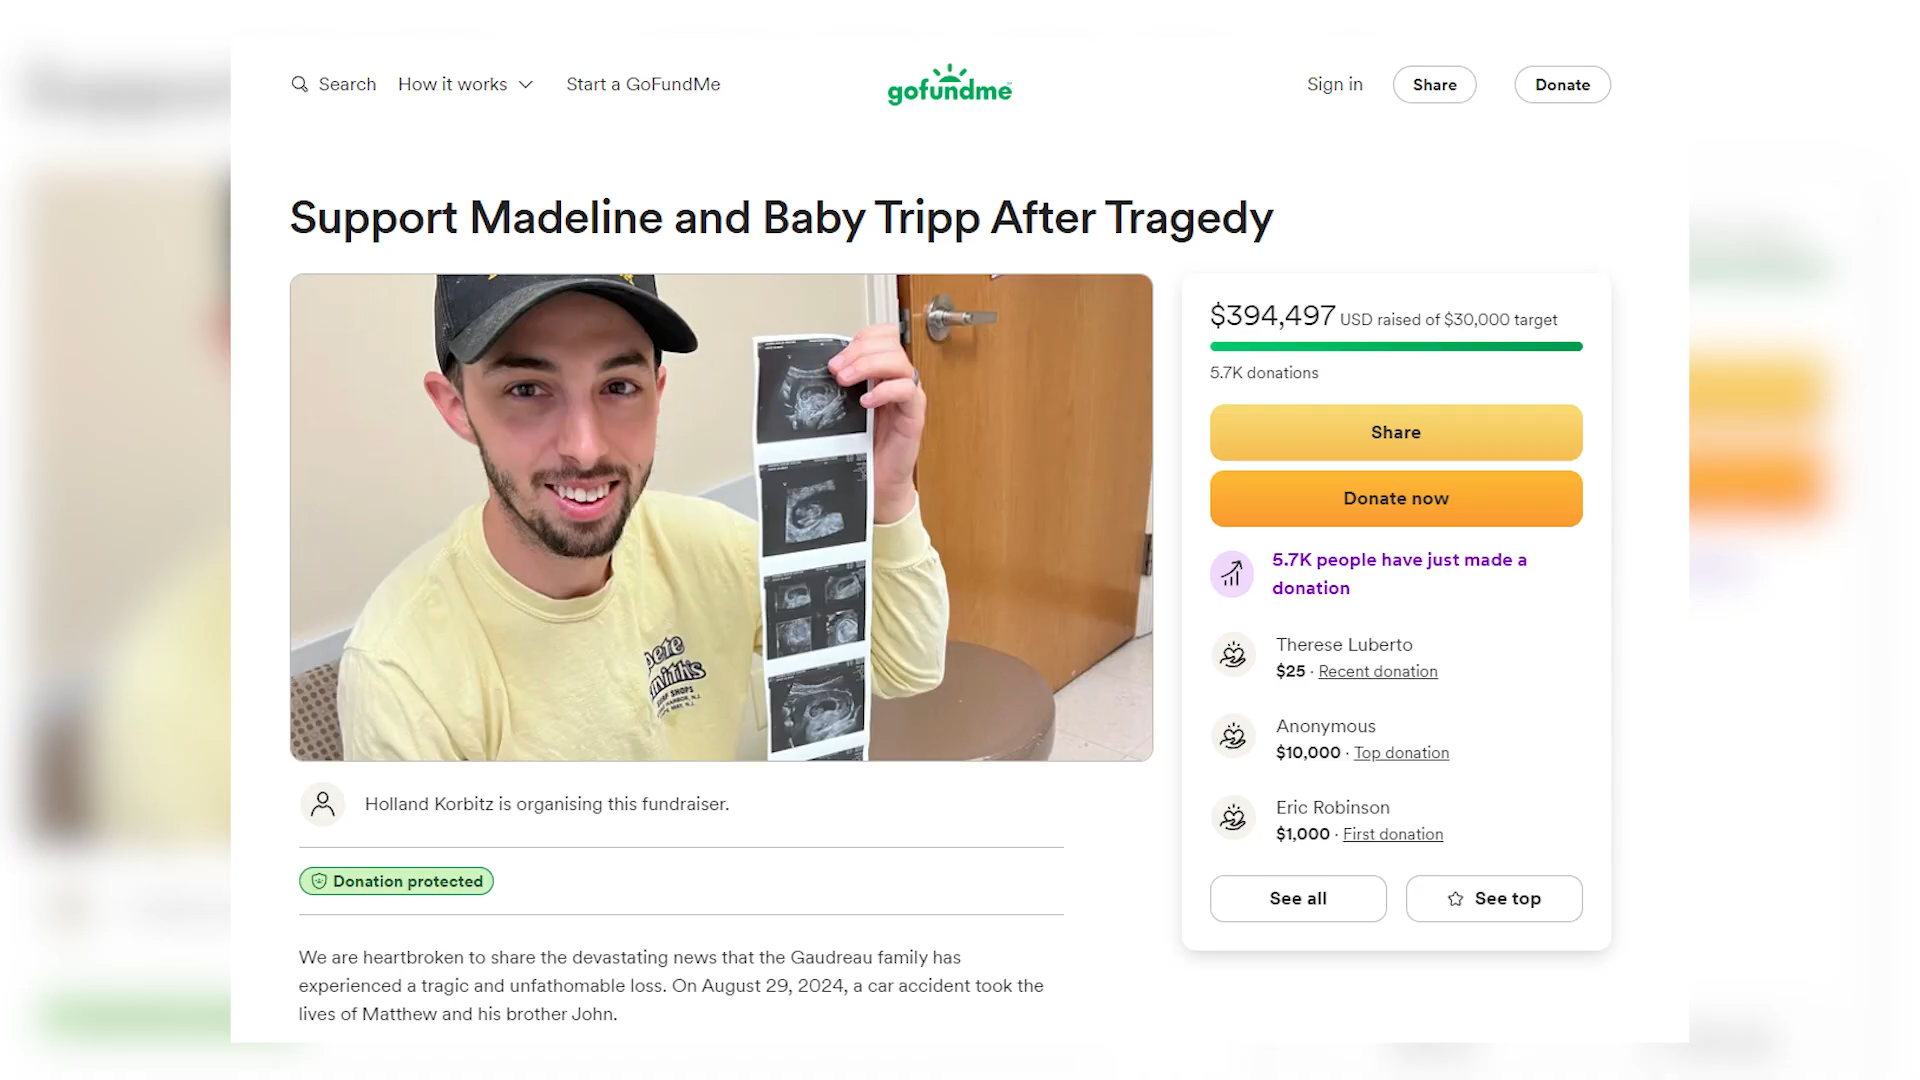 Search How it works Start a GoFundMe gofundme Sign in Share Donate
Support Madeline and Baby Tripp After Tragedy
$394,497 USD raised of $30,000 target
5.7K donations
Share
Donate now
5.7K people have just made a
donation
Therese Luberto
$25 · Recent donation
Anonymous
$10,000 · Top donation
Eric Robinson
$1,000 · First donation
See all See top
Holland Korbitz is organising this fundraiser.
Donation protected
We are heartbroken to share the devastating news that the Gaudreau family has
experienced a tragic and unfathomable loss. On August 29, 2024, a car accident took the
lives of Matthew and his brother John.